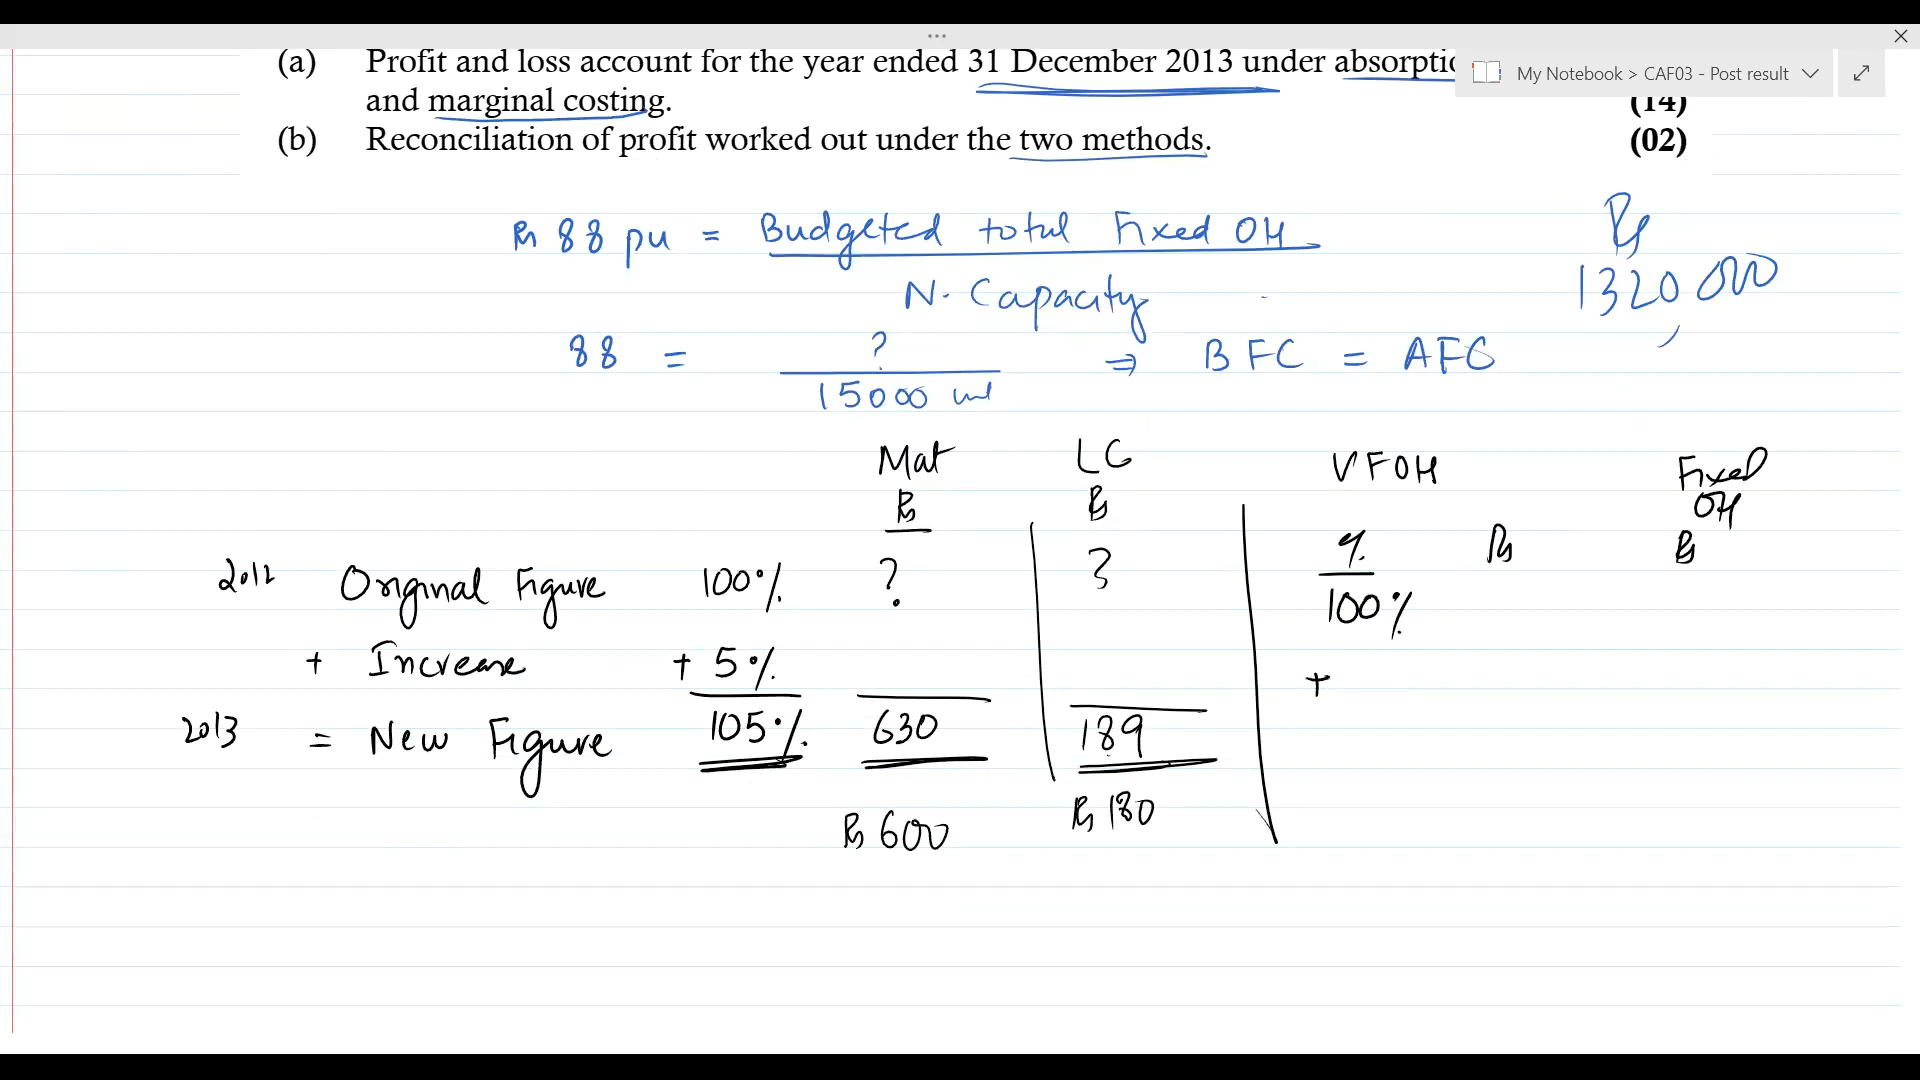 (a) Profit and loss account for the year ended 31 December 2013 under absorptio
My Notebook > CAF03 - Post result
and marginal costing. (14)
(b) Reconciliation of profit worked out under the two methods. (02)
Rs 88 pu = Budgeted total Fixed OH
N. Capacity
Rs 1320,000
88 = ? / 15000 unt ⇒ BFC = AFC
Mat LC VFOH Fixed OH
Rs Rs % Rs Rs
2012 Original Figure 100% ? ? 100%
+ Increase + 5% +
2013 = New Figure 105% 630 189
Rs 600 Rs 180